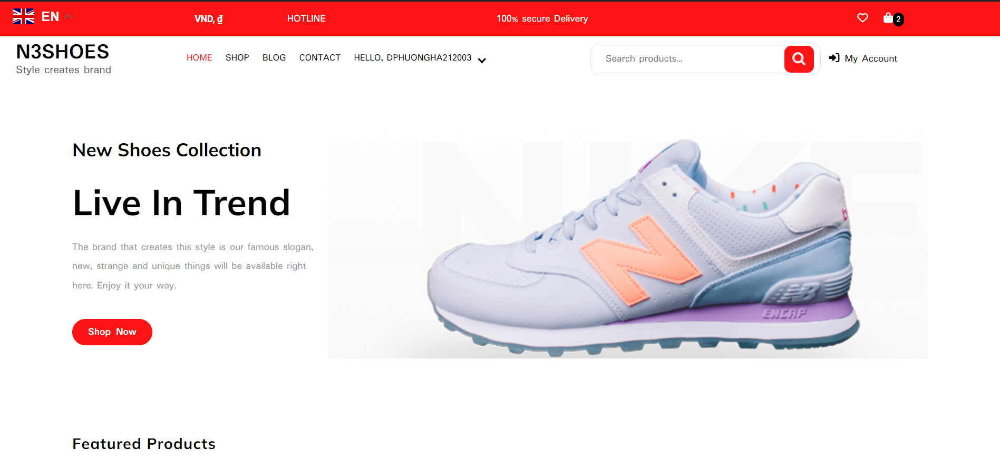 EN
VND, ₫
HOTLINE
100% secure Delivery
2
N3SHOES
Style creates brand
HOME
SHOP
BLOG
CONTACT
HELLO, DPHUONGHA212003
Search products...
My Account
New Shoes Collection
Live In Trend
The brand that creates this style is our famous slogan,
new, strange and unique things will be available right
here. Enjoy it your way.
Shop Now
NIKE
N
NB
ENCAP
Featured Products